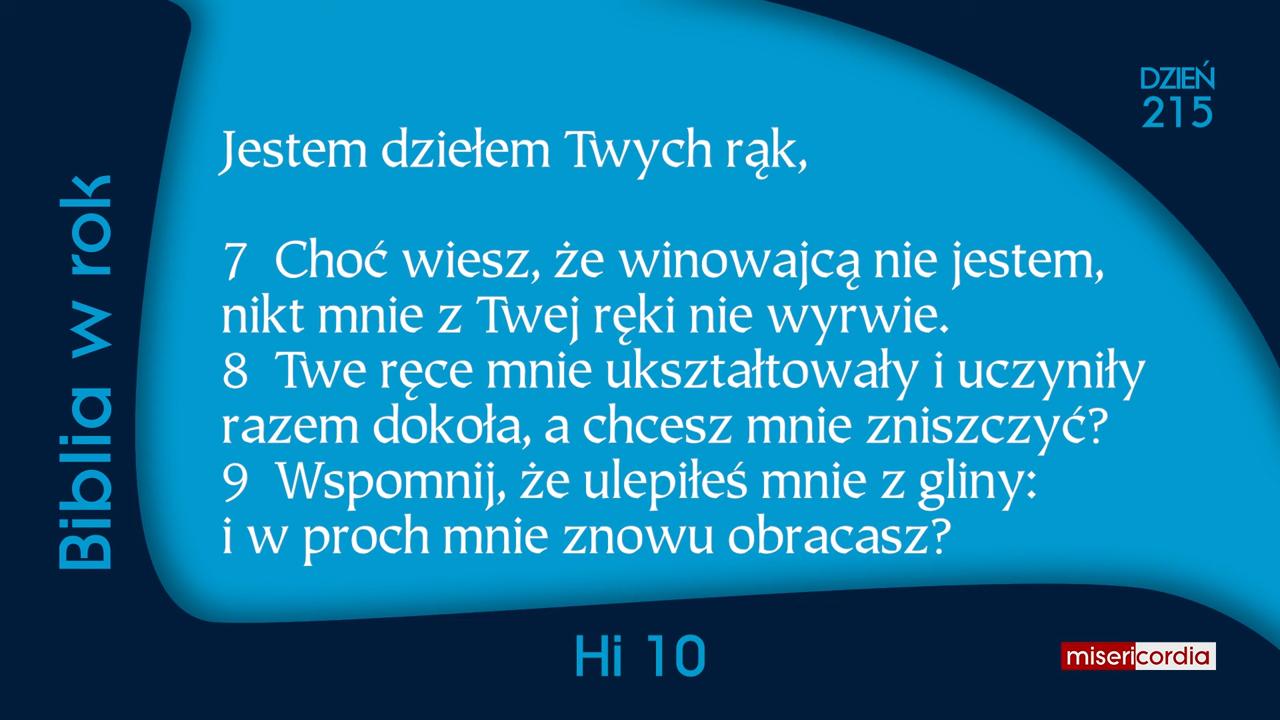 DZIEŃ
215
Biblia w rok
Jestem dziełem Twych rąk,
7 Choć wiesz, że winowajcą nie jestem,
nikt mnie z Twej ręki nie wyrwie.
8 Twe ręce mnie ukształtowały i uczyniły
razem dokoła, a chcesz mnie zniszczyć?
9 Wspomnij, że ulepiłeś mnie z gliny:
i w proch mnie znowu obracasz?
Hi 10
misericordia